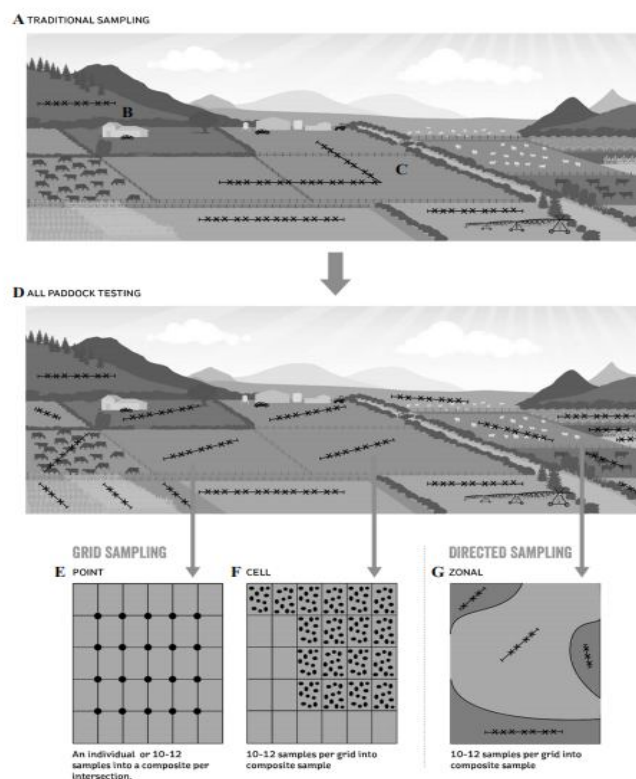 A TRADITIONAL SAMPLING
B
C
D ALL PADDOCK TESTING
GRID SAMPLING
DIRECTED SAMPLING
E POINT
F CELL
G ZONAL
An individual or 10-12
samples into a composite per
intersection.
10-12 samples per grid into
composite sample
10-12 samples per grid into
composite sample